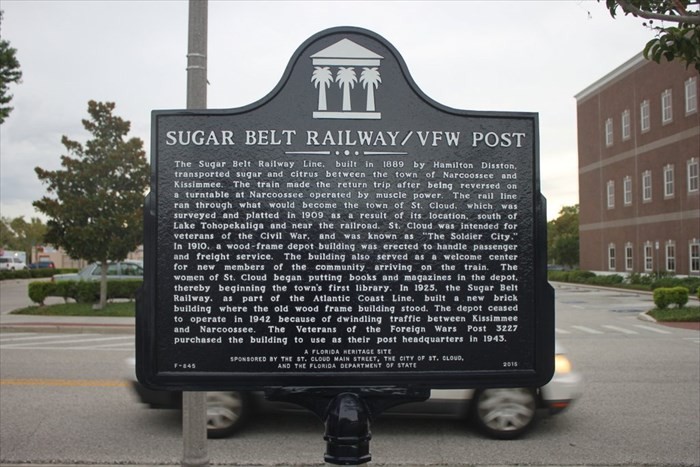 SUGAR BELT RAILWAY/VFW POST
The Sugar Belt Railway Line, built in 1889 by Hamilton Disston,
transported sugar and citrus between the town of Narcoossee and
Kissimmee. The train made the return trip after being reversed on
a turntable at Narcoossee operated by muscle power. The rail line
ran through what would become the town of St. Cloud, which was
surveyed and platted in 1909 as a result of its location, south of
Lake Tohopekaliga and near the railroad. St. Cloud was intended for
veterans of the Civil War, and was known as "The Soldier City."
In 1910, a wood-frame depot building was erected to handle passenger
and freight service. The building also served as a welcome center
for new members of the community arriving on the train. The
women of St. Cloud began putting books and magazines in the depot,
thereby beginning the town's first library. In 1925, the Sugar Belt
Railway, as part of the Atlantic Coast Line, built a new brick
building where the old wood frame building stood. The depot ceased
to operate in 1942 because of dwindling traffic between Kissimmee
and Narcoossee. The Veterans of the Foreign Wars Post 3227
purchased the building to use as their post headquarters in 1943.
A FLORIDA HERITAGE SITE
SPONSORED BY THE ST. CLOUD MAIN STREET, THE CITY OF ST. CLOUD,
F-845 AND THE FLORIDA DEPARTMENT OF STATE 2015